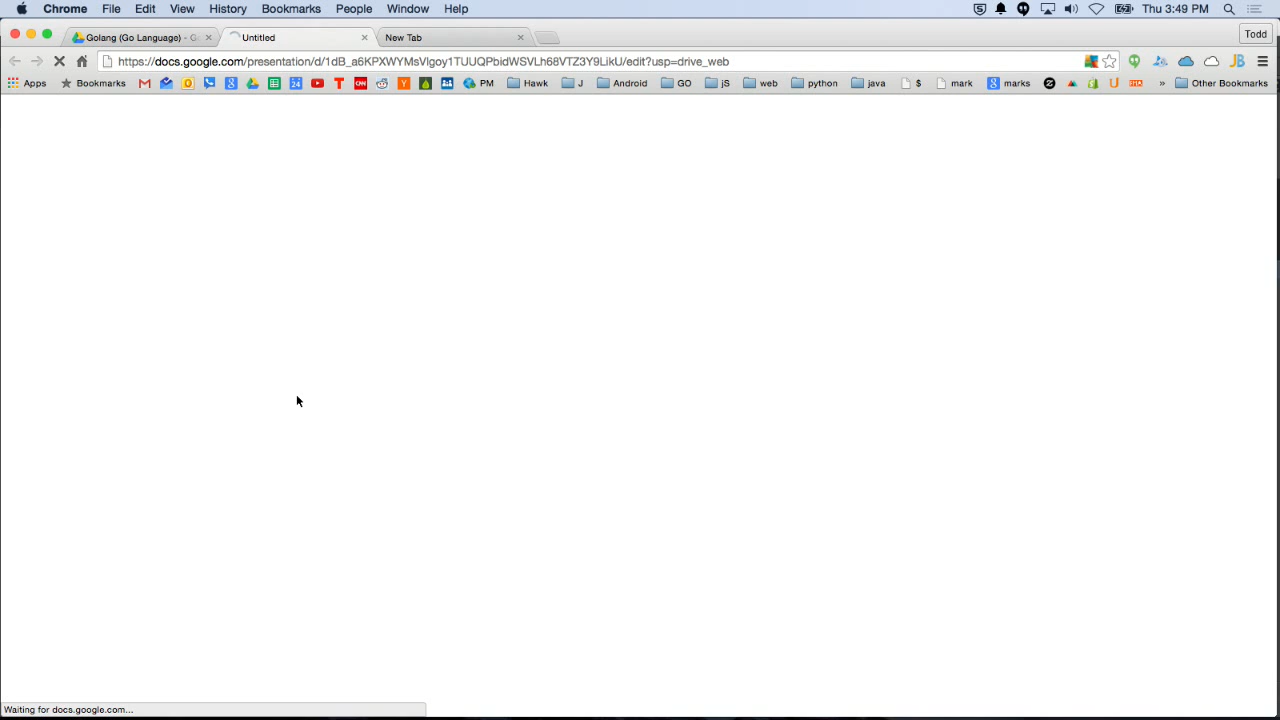 Chrome File Edit View History Bookmarks People Window Help Thu 3:49 PM
Golang (Go Language) - G Untitled New Tab Todd
https://docs.google.com/presentation/d/1dB_a6KPXWYMsVlgoy1TUUQPbidWSVLh68VTZ3Y9LikU/edit?usp=drive_web
Apps Bookmarks PM Hawk J Android GO jS web python java $ mark marks » Other Bookmarks
Waiting for docs.google.com...